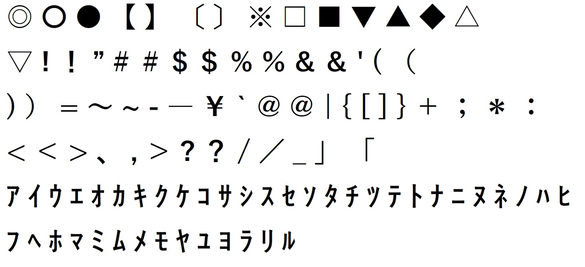 ◎○●【】〔〕※□■▼▲◆△
▽!!”##$$%%&&'((
))=～~-—¥`@@|{[]}+;*:
<<>、,>??/／_」「
ｱｲｳｴｵｶｷｸｹｺｻｼｽｾｿﾀﾁﾂﾃﾄﾅﾆﾇﾈﾉﾊﾋ
ﾌﾍﾎﾏﾐﾑﾒﾓﾔﾕﾖﾗﾘﾙ